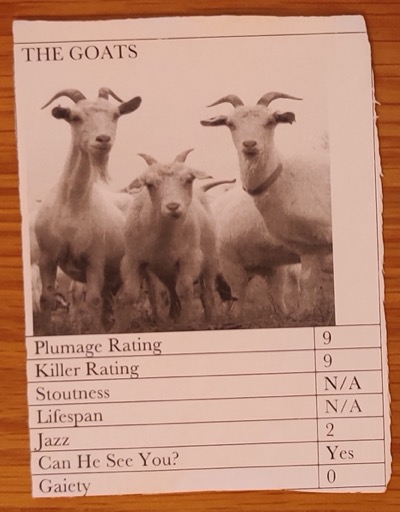 THE GOATS
Plumage Rating 9
Killer Rating 9
Stoutness N/A
Lifespan N/A
Jazz 2
Can He See You? Yes
Gaiety 0